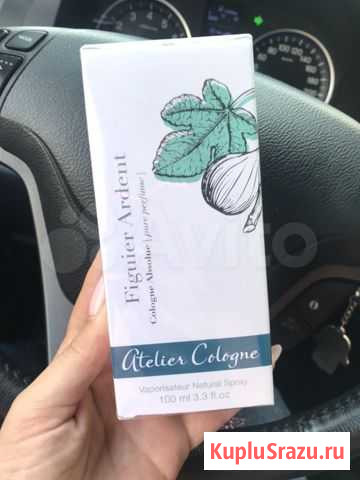 Figuier Ardent
Cologne Absolue | pure perfume |
Atelier Cologne
Vaporisateur Natural Spray
100 ml 3.3 fl.oz
Avito
KupluSrazu.ru